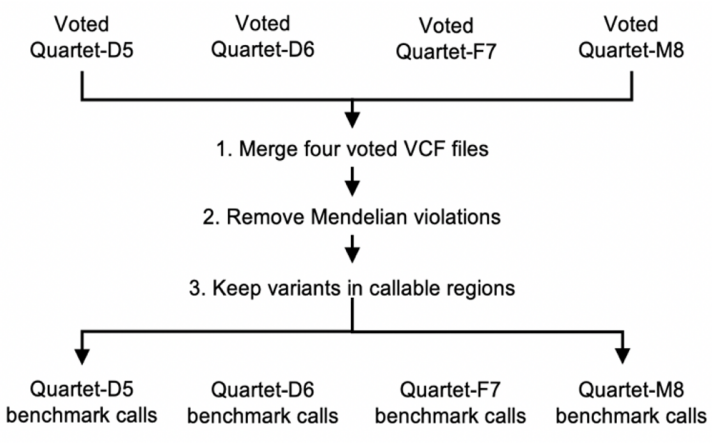 Voted
Quartet-D5
Voted
Quartet-D6
Voted
Quartet-F7
Voted
Quartet-M8
1. Merge four voted VCF files
2. Remove Mendelian violations
3. Keep variants in callable regions
Quartet-D5
benchmark calls
Quartet-D6
benchmark calls
Quartet-F7
benchmark calls
Quartet-M8
benchmark calls